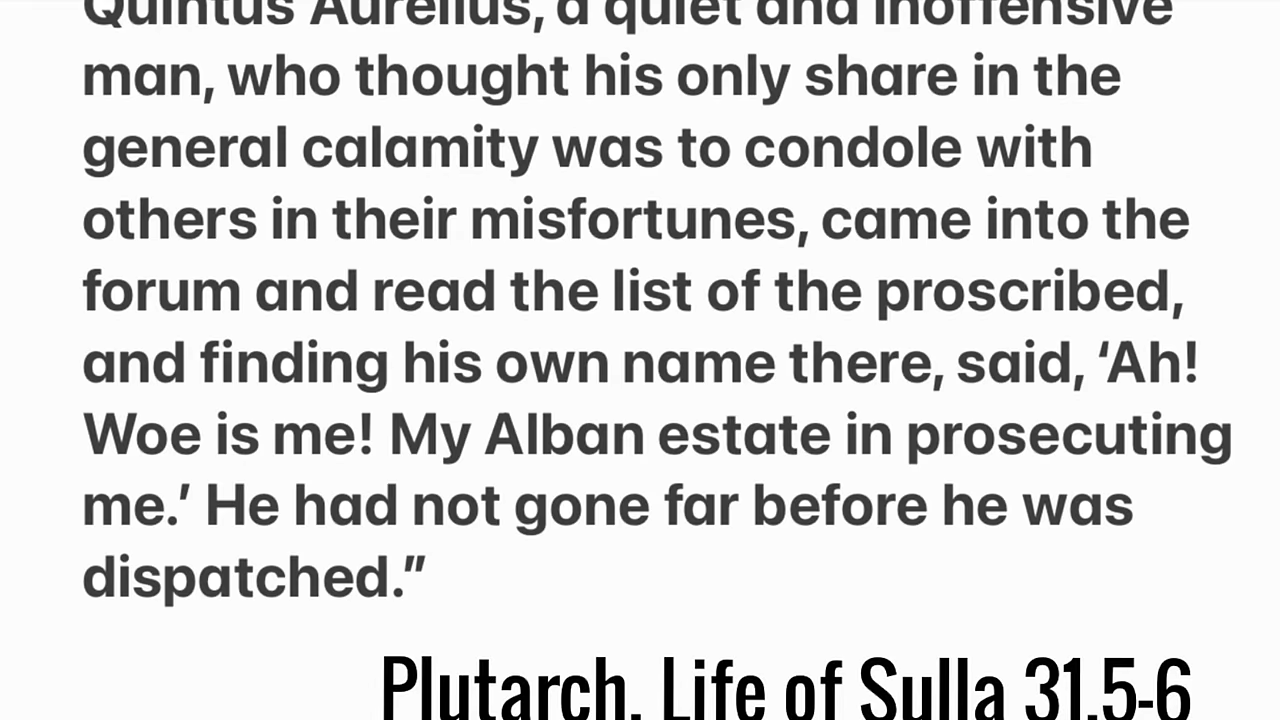 Quintus Aurelius, a quiet and inoffensive
man, who thought his only share in the
general calamity was to condole with
others in their misfortunes, came into the
forum and read the list of the proscribed,
and finding his own name there, said, ‘Ah!
Woe is me! My Alban estate in prosecuting
me.’ He had not gone far before he was
dispatched.”
Plutarch, Life of Sulla 31.5-6